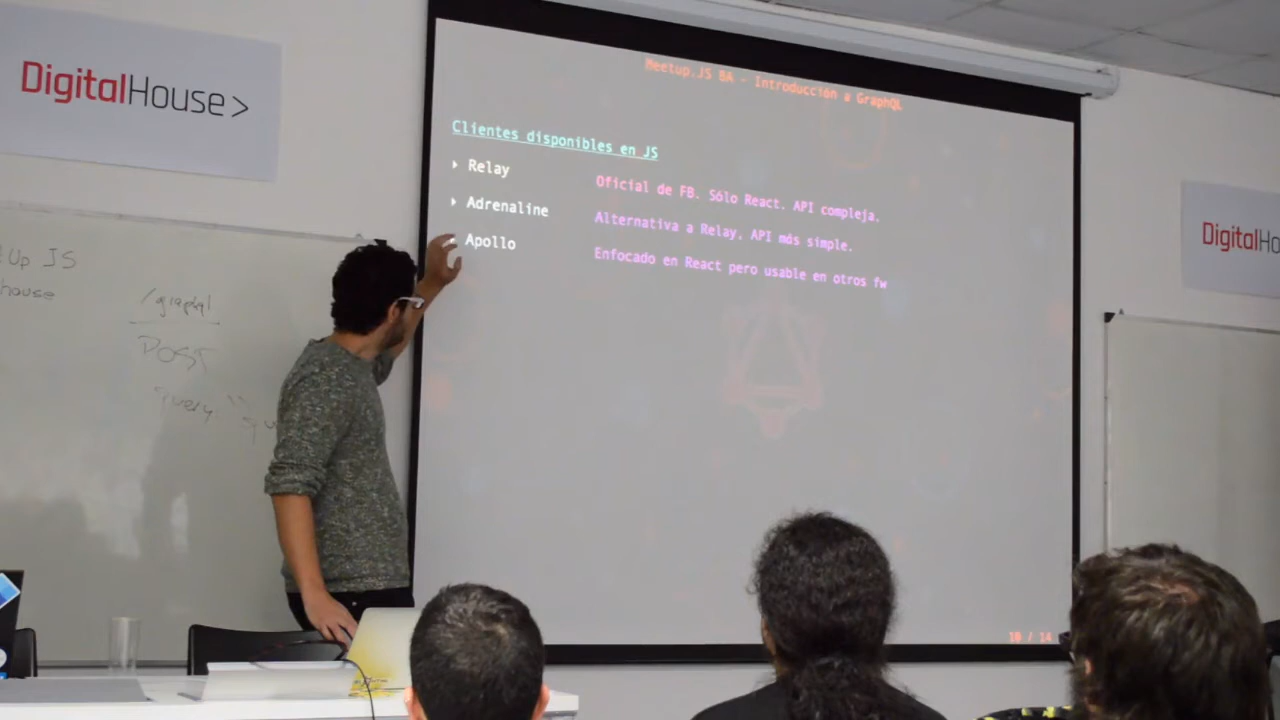 DigitalHouse>
Meetup.JS BA - Introducción a GraphQL
Clientes disponibles en JS
‣ Relay
Oficial de FB. Sólo React. API compleja.
‣ Adrenaline
Alternativa a Relay. API más simple.
‣ Apollo
Enfocado en React pero usable en otros fw
10 / 14
DigitalHo
Up JS
house
POST
query